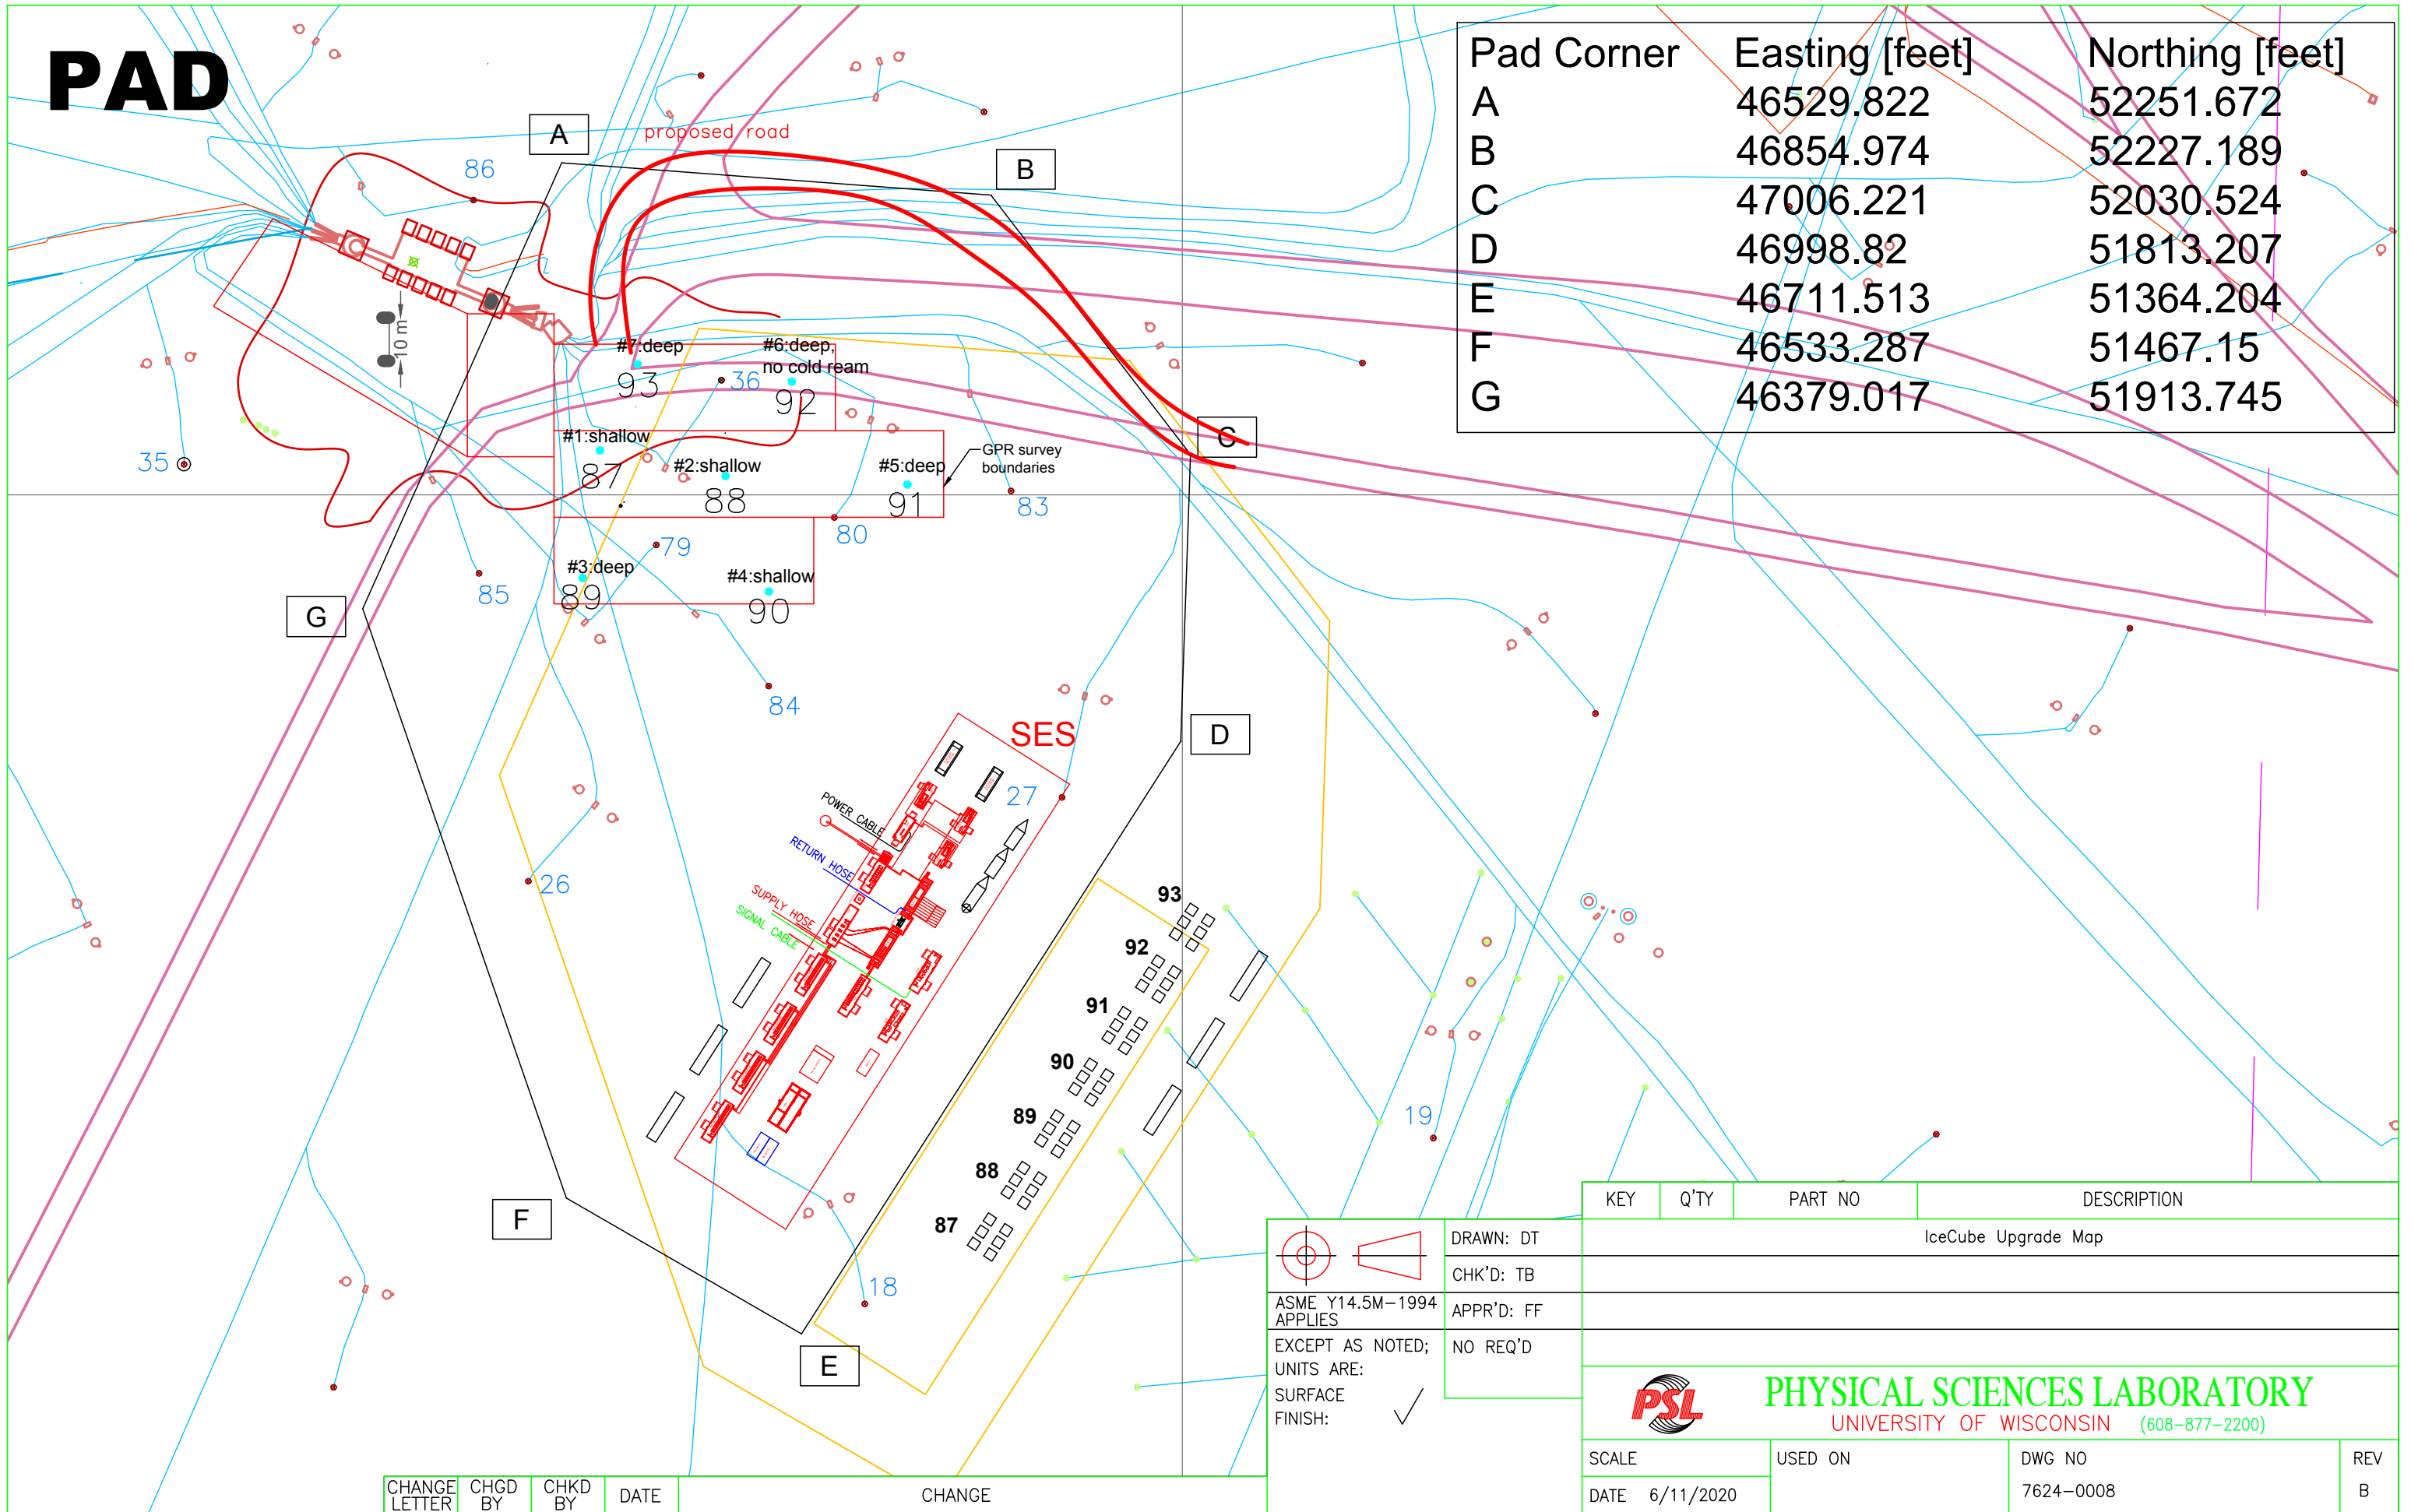 PAD
Pad Corner Easting [feet] Northing [feet]
A 46529.822 52251.672
B 46854.974 52227.189
C 47006.221 52030.524
D 46998.82 51813.207
E 46711.513 51364.204
F 46533.287 51467.15
G 46379.017 51913.745
A
proposed road
B
86
10 m
#7:deep
93
36
#6:deep,
no cold ream
92
C
35
#1:shallow
87
#2:shallow
88
#5:deep
91
GPR survey
boundaries
83
80
79
85
#3:deep
89
#4:shallow
90
G
84
SES
D
27
POWER CABLE
RETURN HOSE
SUPPLY HOSE
SIGNAL CABLE
26
93
92
91
90
89
88
87
19
F
18
E
KEY Q'TY PART NO DESCRIPTION
IceCube Upgrade Map
DRAWN: DT
CHK'D: TB
ASME Y14.5M-1994
APPLIES
APPR'D: FF
EXCEPT AS NOTED;
UNITS ARE:
NO REQ'D
SURFACE
FINISH:
PSL
PHYSICAL SCIENCES LABORATORY
UNIVERSITY OF WISCONSIN (608-877-2200)
SCALE
USED ON
DWG NO
7624-0008
REV
B
DATE 6/11/2020
CHANGE
LETTER
CHGD
BY
CHKD
BY
DATE
CHANGE